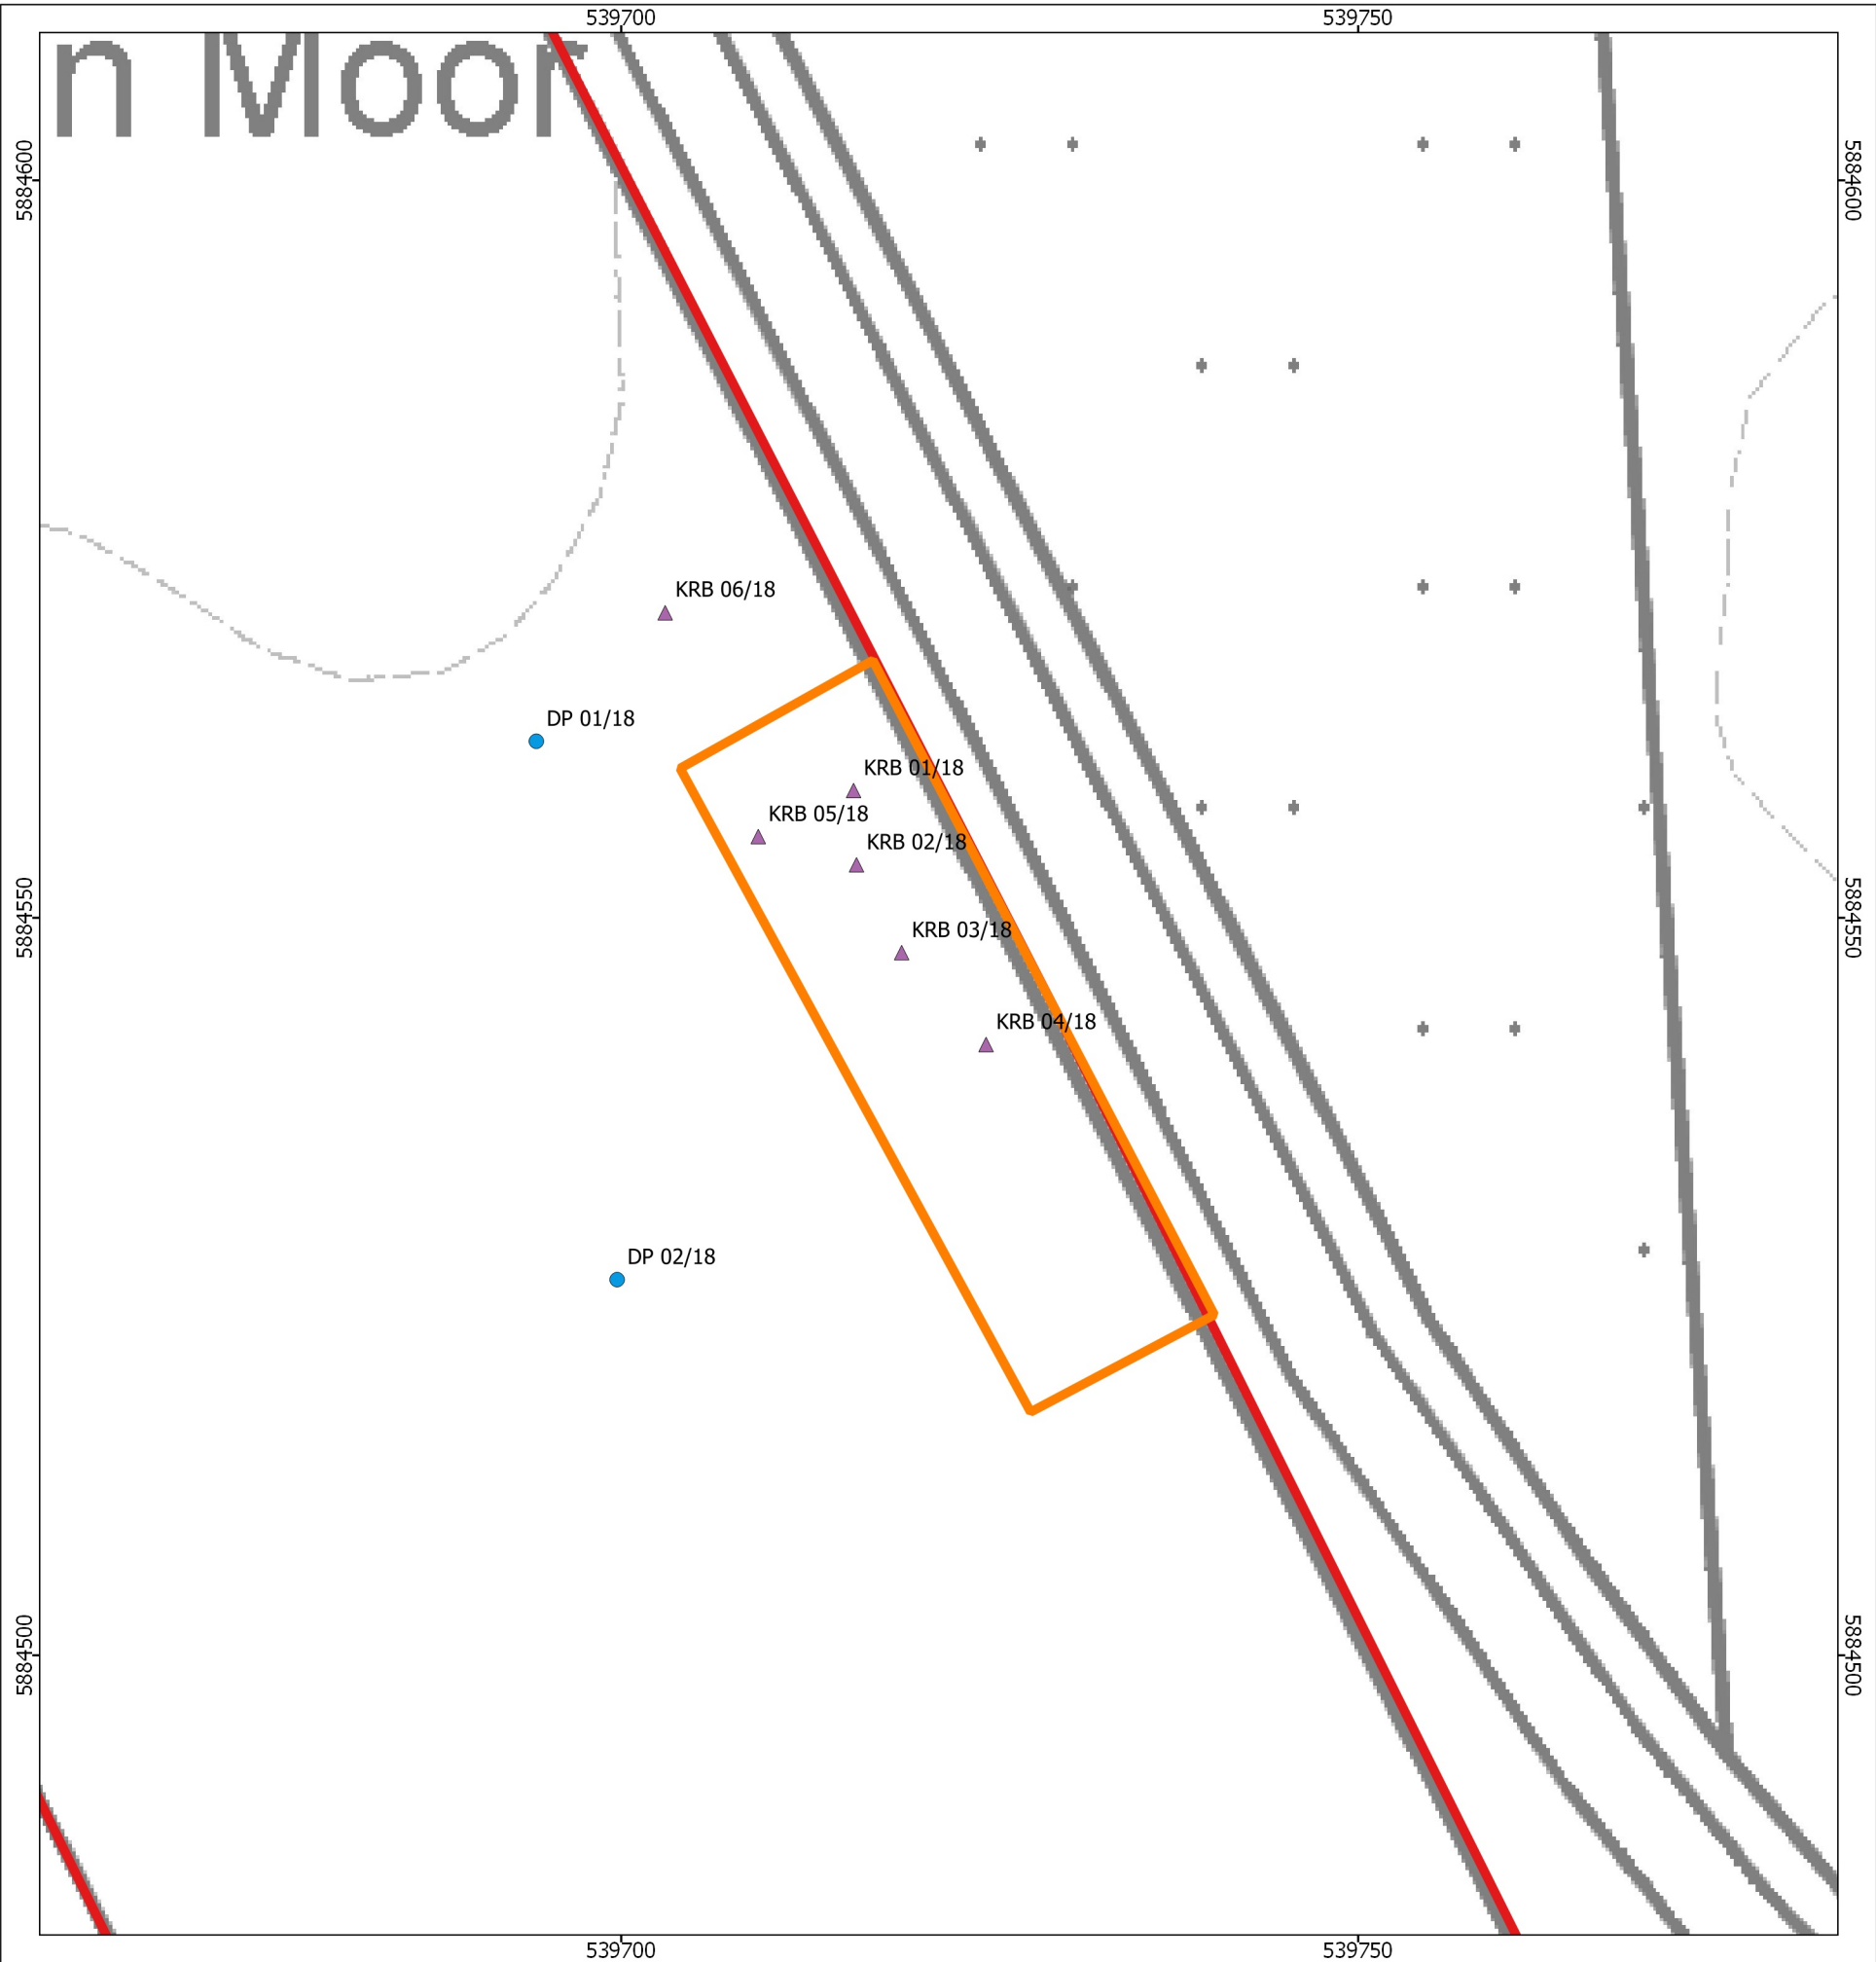 539700 539750
n Moor
5884600 5884600
KRB 06/18
DP 01/18
KRB 01/18
KRB 05/18
KRB 02/18
5884550 5884550
KRB 03/18
KRB 04/18
DP 02/18
5884500 5884500
539700 539750